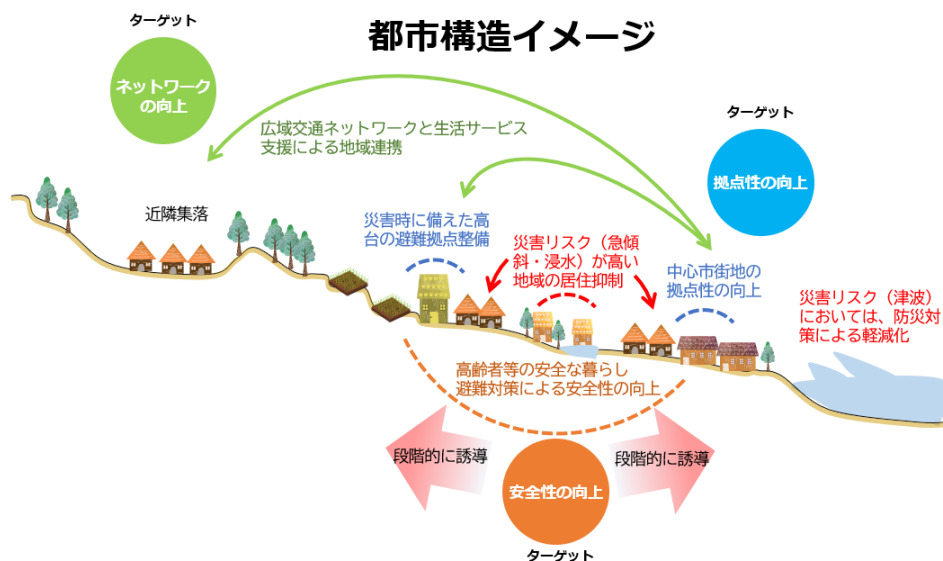 都市構造イメージ
ターゲット
ネットワーク
の向上
広域交通ネットワークと生活サービス
支援による地域連携
ターゲット
拠点性の向上
近隣集落
災害時に備えた高
台の避難拠点整備
災害リスク（急傾
斜・浸水）が高い
地域の居住抑制
中心市街地の
拠点性の向上
災害リスク（津波）
においては、防災対
策による軽減化
高齢者等の安全な暮らし
避難対策による安全性の向上
段階的に誘導
段階的に誘導
安全性の向上
ターゲット